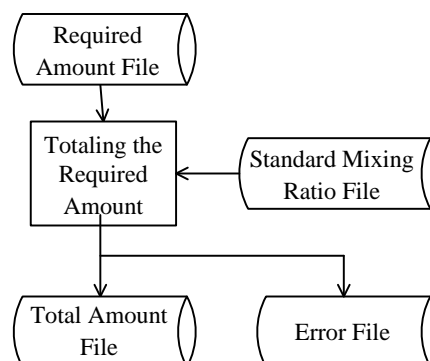 Required
Amount File
Totaling the
Required
Amount
Standard Mixing
Ratio File
Total Amount
File
Error File